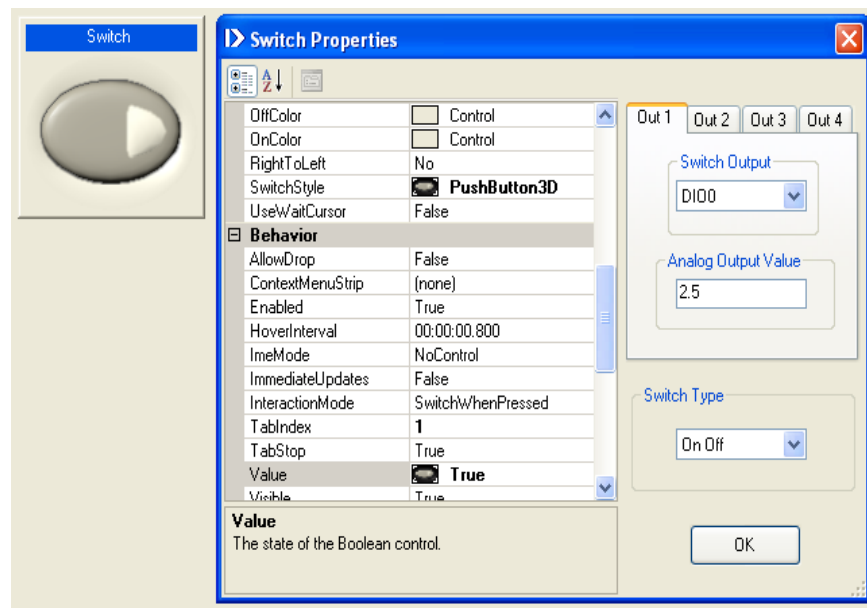 Switch
Switch Properties
OffColor Control
OnColor Control
RightToLeft No
SwitchStyle PushButton3D
UseWaitCursor False
Behavior
AllowDrop False
ContextMenuStrip (none)
Enabled True
HoverInterval 00:00:00.800
ImeMode NoControl
ImmediateUpdates False
InteractionMode SwitchWhenPressed
TabIndex 1
TabStop True
Value True
Visible True
Value
The state of the Boolean control.
Out 1 Out 2 Out 3 Out 4
Switch Output
DIO0
Analog Output Value
2.5
Switch Type
On Off
OK